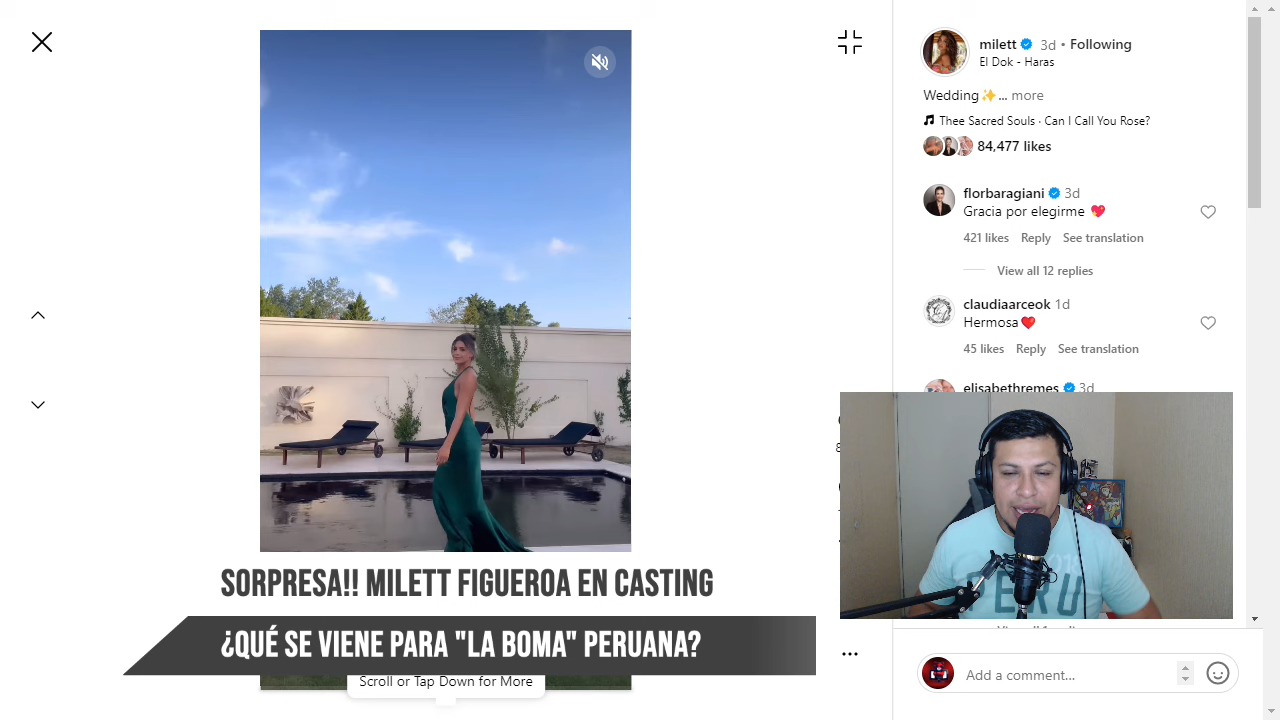 milett 3d • Following
El Dok - Haras
Wedding✨... more
Thee Sacred Souls · Can I Call You Rose?
84,477 likes
florbaragiani 3d
Gracia por elegirme 💖
421 likes Reply See translation
View all 12 replies
claudiaarceok 1d
Hermosa❤️
45 likes Reply See translation
elisabethremes 3d
PERU
SORPRESA!! MILETT FIGUEROA EN CASTING
¿QUÉ SE VIENE PARA "LA BOMA" PERUANA?
Scroll or Tap Down for More
Add a comment...